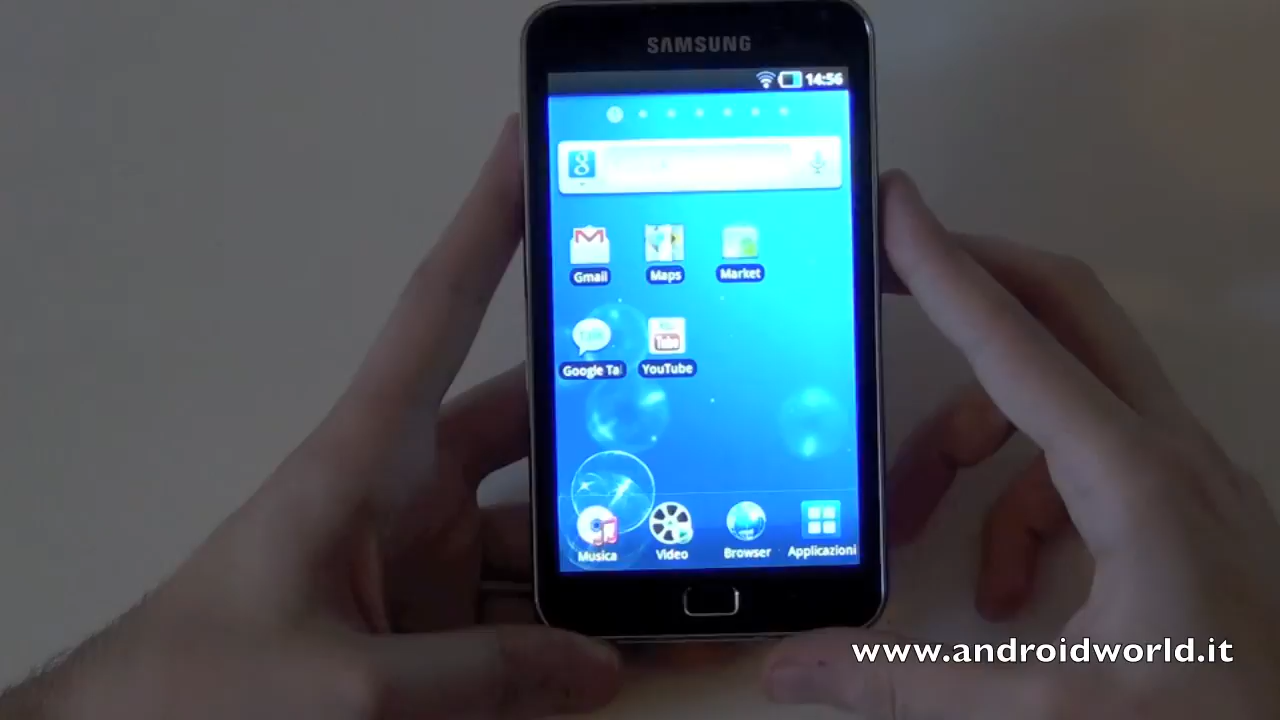 SAMSUNG
14:56
Gmail
Maps
Market
Google Ta
YouTube
Musica
Video
Browser
Applicazioni
www.androidworld.it